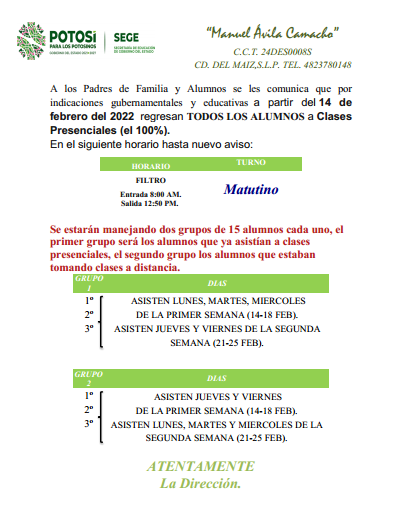 POTOSÍ
PARA LOS POTOSINOS
GOBIERNO DEL ESTADO 2021-2027
SEGE
SECRETARÍA DE EDUCACIÓN
DE GOBIERNO DEL ESTADO
“Manuel Ávila Camacho”
C.C.T. 24DES0008S
CD. DEL MAIZ,S.L.P. TEL. 4823780148
A los Padres de Familia y Alumnos se les comunica que por
indicaciones gubernamentales y educativas a partir del 14 de
febrero del 2022 regresan TODOS LOS ALUMNOS a Clases
Presenciales (el 100%).
En el siguiente horario hasta nuevo aviso:
HORARIO TURNO
FILTRO
Entrada 8:00 AM.
Salida 12:50 PM.
Matutino
Se estarán manejando dos grupos de 15 alumnos cada uno, el
primer grupo será los alumnos que ya asistían a clases
presenciales, el segundo grupo los alumnos que estaban
tomando clases a distancia.
GRUPO
1
DIAS
1º ASISTEN LUNES, MARTES, MIERCOLES
2º DE LA PRIMER SEMANA (14-18 FEB).
3º ASISTEN JUEVES Y VIERNES DE LA SEGUNDA
SEMANA (21-25 FEB).
GRUPO
2
DIAS
1º ASISTEN JUEVES Y VIERNES
2º DE LA PRIMER SEMANA (14-18 FEB).
3º ASISTEN LUNES, MARTES Y MIERCOLES DE LA
SEGUNDA SEMANA (21-25 FEB).
ATENTAMENTE
La Dirección.